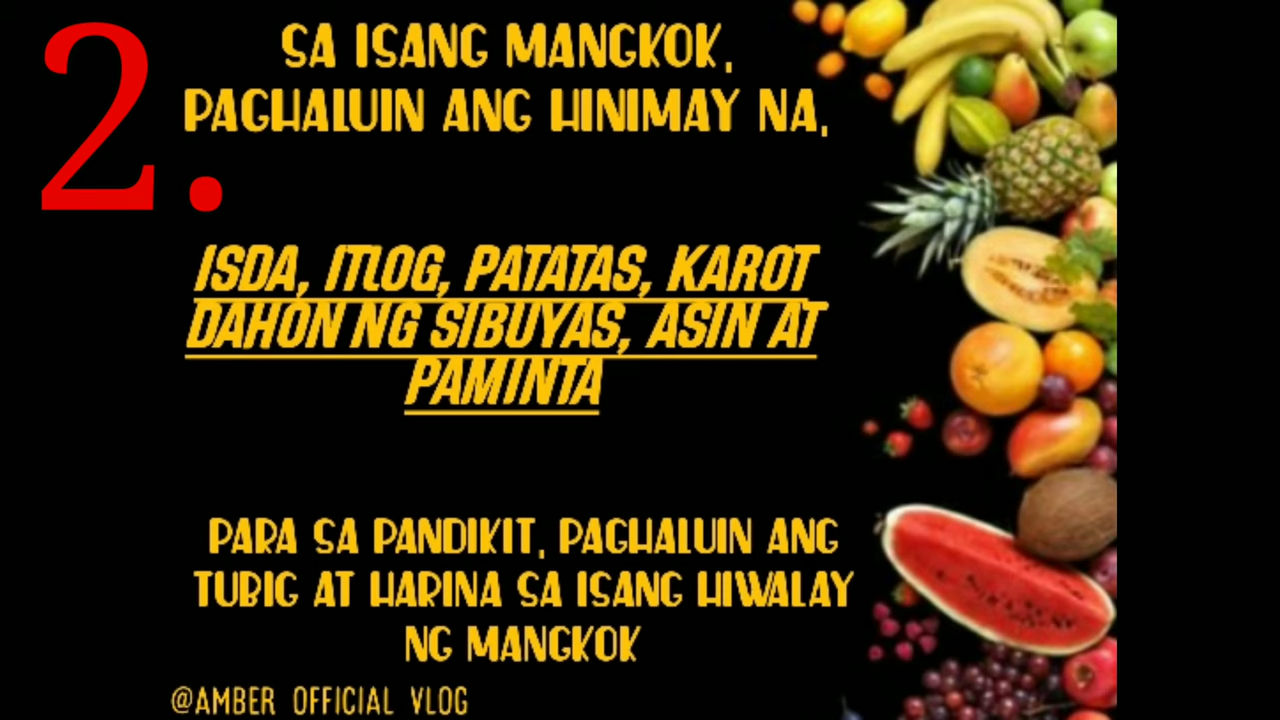 2.
SA ISANG MANGKOK,
PAGHALUIN ANG HINIMAY NA,
ISDA, ITLOG, PATATAS, KAROT
DAHON NG SIBUYAS, ASIN AT
PAMINTA
PARA SA PANDIKIT, PAGHALUIN ANG
TUBIG AT HARINA SA ISANG HIWALAY
NG MANGKOK
@AMBER OFFICIAL VLOG